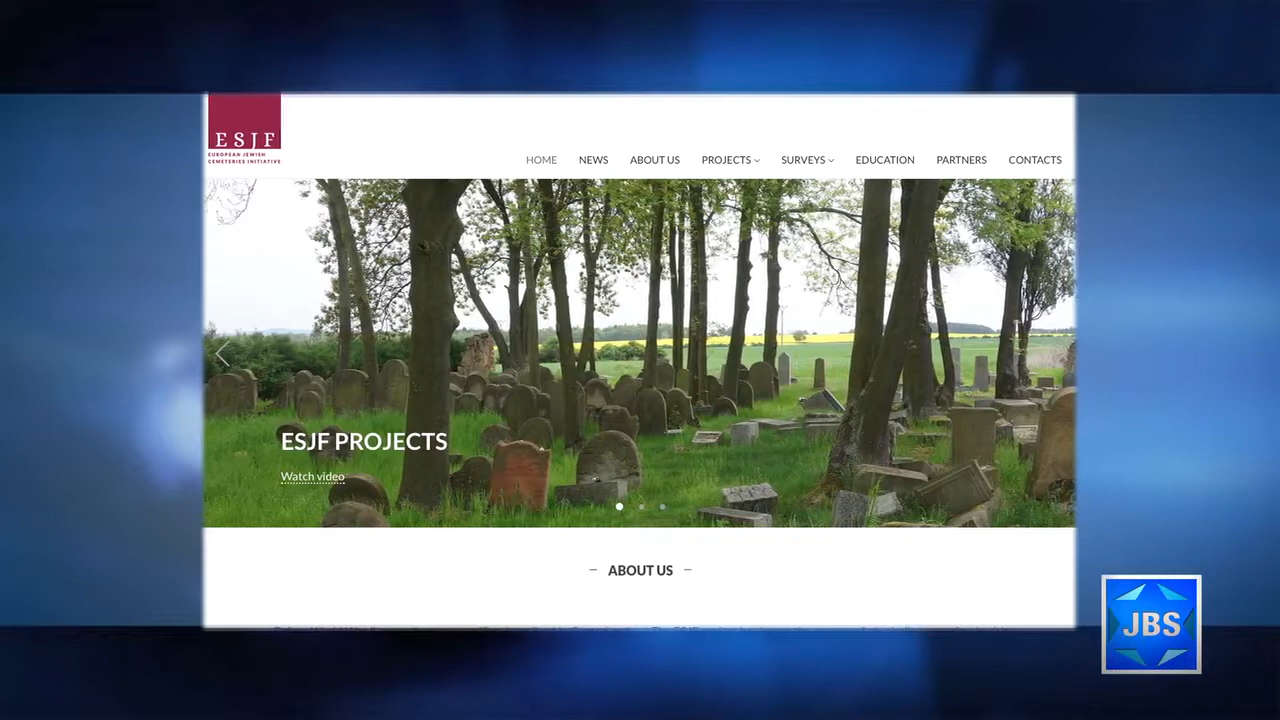 ESJF
EUROPEAN JEWISH
CEMETERIES INITIATIVE
HOME NEWS ABOUT US PROJECTS SURVEYS EDUCATION PARTNERS CONTACTS
ESJF PROJECTS
Watch video
– ABOUT US –
JBS